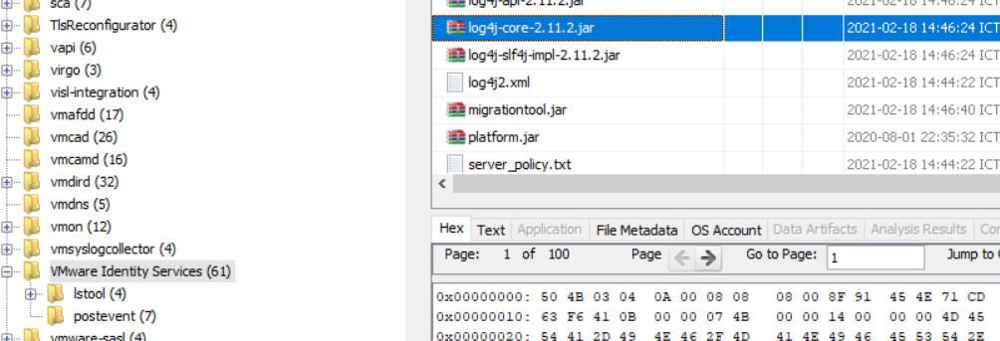 sca (7)
TlsReconfigurator (4)
vapi (6)
virgo (3)
visl-integration (4)
vmafdd (17)
vmcad (26)
vmcamd (16)
vmdird (32)
vmdns (5)
vmon (12)
vmsyslogcollector (4)
VMware Identity Services (61)
lstool (4)
postevent (7)
vmware-sasl (4)
log4j-api-2.11.2.jar 2021-02-18 14:46:24 ICT
log4j-core-2.11.2.jar 2021-02-18 14:46:24 ICT
log4j-slf4j-impl-2.11.2.jar 2021-02-18 14:46:24 ICT
log4j2.xml 2021-02-18 14:44:22 ICT
migrationtool.jar 2021-02-18 14:46:40 ICT
platform.jar 2020-08-01 22:35:32 ICT
server_policy.txt 2021-02-18 14:44:22 ICT
Hex Text Application File Metadata OS Account Data Artifacts Analysis Results
Page: 1 of 100 Page Go to Page: 1 Jump to
0x00000000: 50 4B 03 04 0A 00 08 08 08 00 8F 91 45 4E 71 CD
0x00000010: 63 F6 41 0B 00 00 07 4B 00 00 14 00 00 00 4D 45
0x00000020: 54 41 2D 49 4E 46 2F 4D 41 4E 49 46 45 53 54 2E